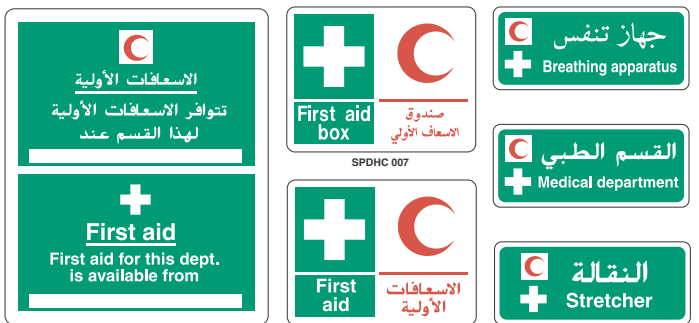 الاسعافات الأولية
تتوافر الاسعافات الأولية
لهذا القسم عند
First aid
First aid for this dept.
is available from
First aid
box
صندوق
الاسعاف الأولي
SPDHC 007
First
aid
الاسعافات
الأولية
جهاز تنفس
Breathing apparatus
القسم الطبي
Medical department
النقالة
Stretcher